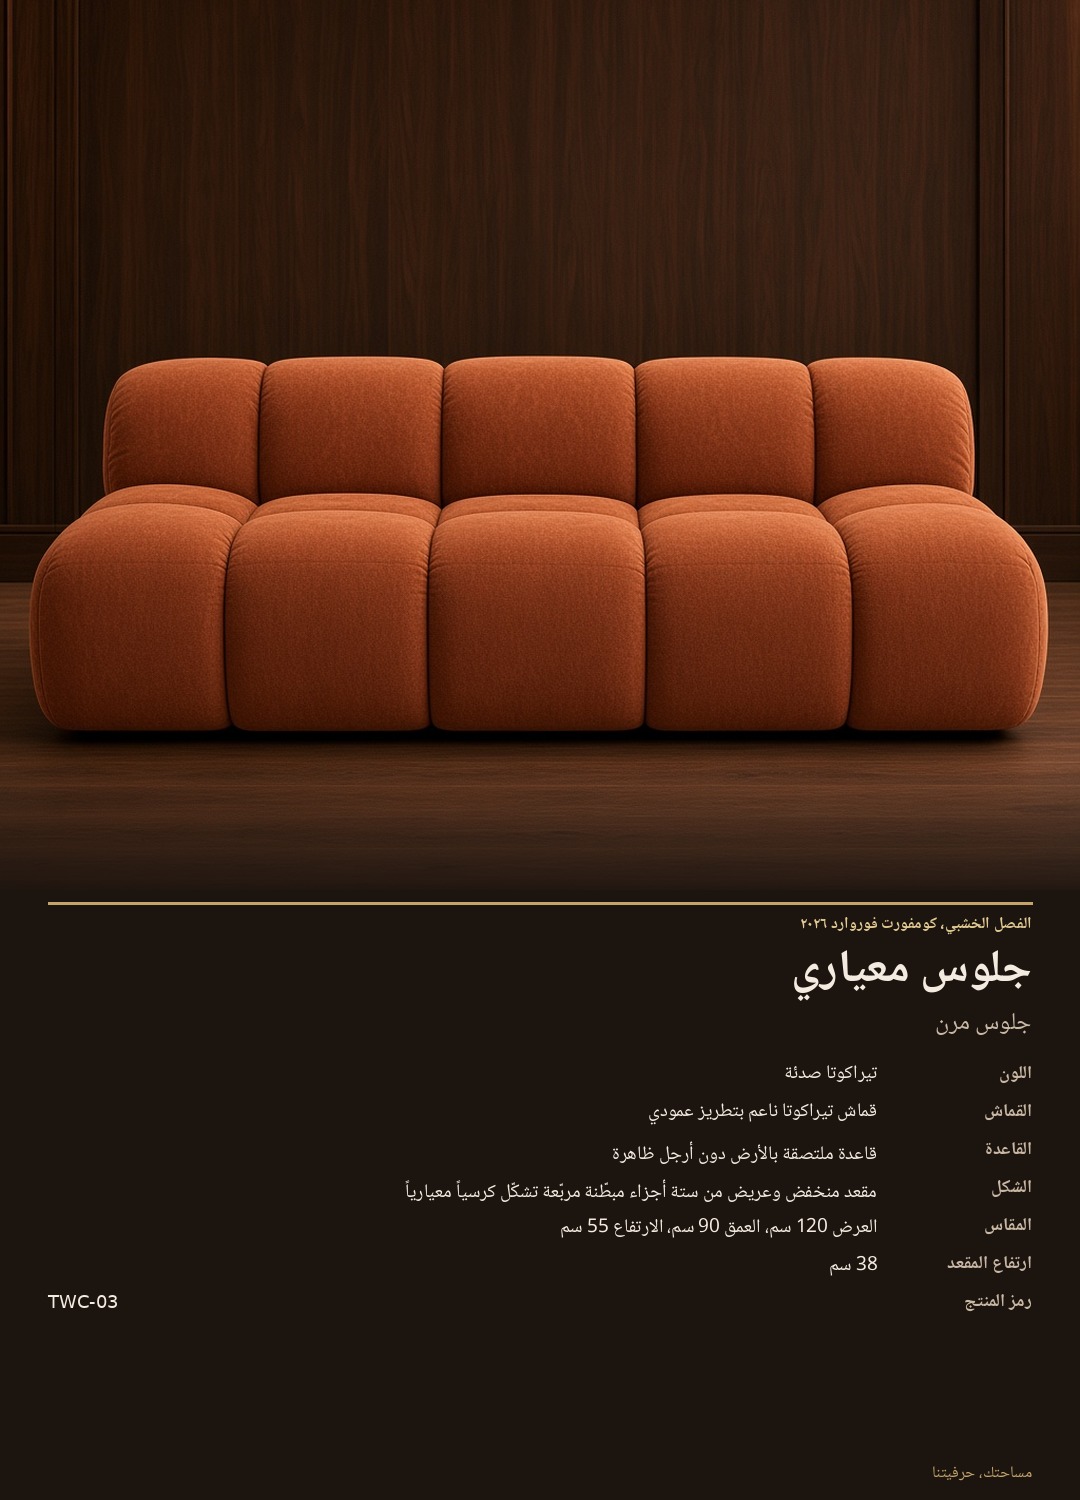 الفصل الخشبي، كومفورت فوروارد ٢٠٢٦
جلوس معياري
جلوس مرن
اللون تيراكوتا صدئة
القماش قماش تيراكوتا ناعم بتطريز عمودي
القاعدة قاعدة ملتصقة بالأرض دون أرجل ظاهرة
الشكل مقعد منخفض وعريض من ستة أجزاء مبطّنة مربّعة تشكّل كرسياً معيارياً
المقاس العرض 120 سم، العمق 90 سم، الارتفاع 55 سم
ارتفاع المقعد 38 سم
رمز المنتج TWC-03
مساحتك، حرفيتنا